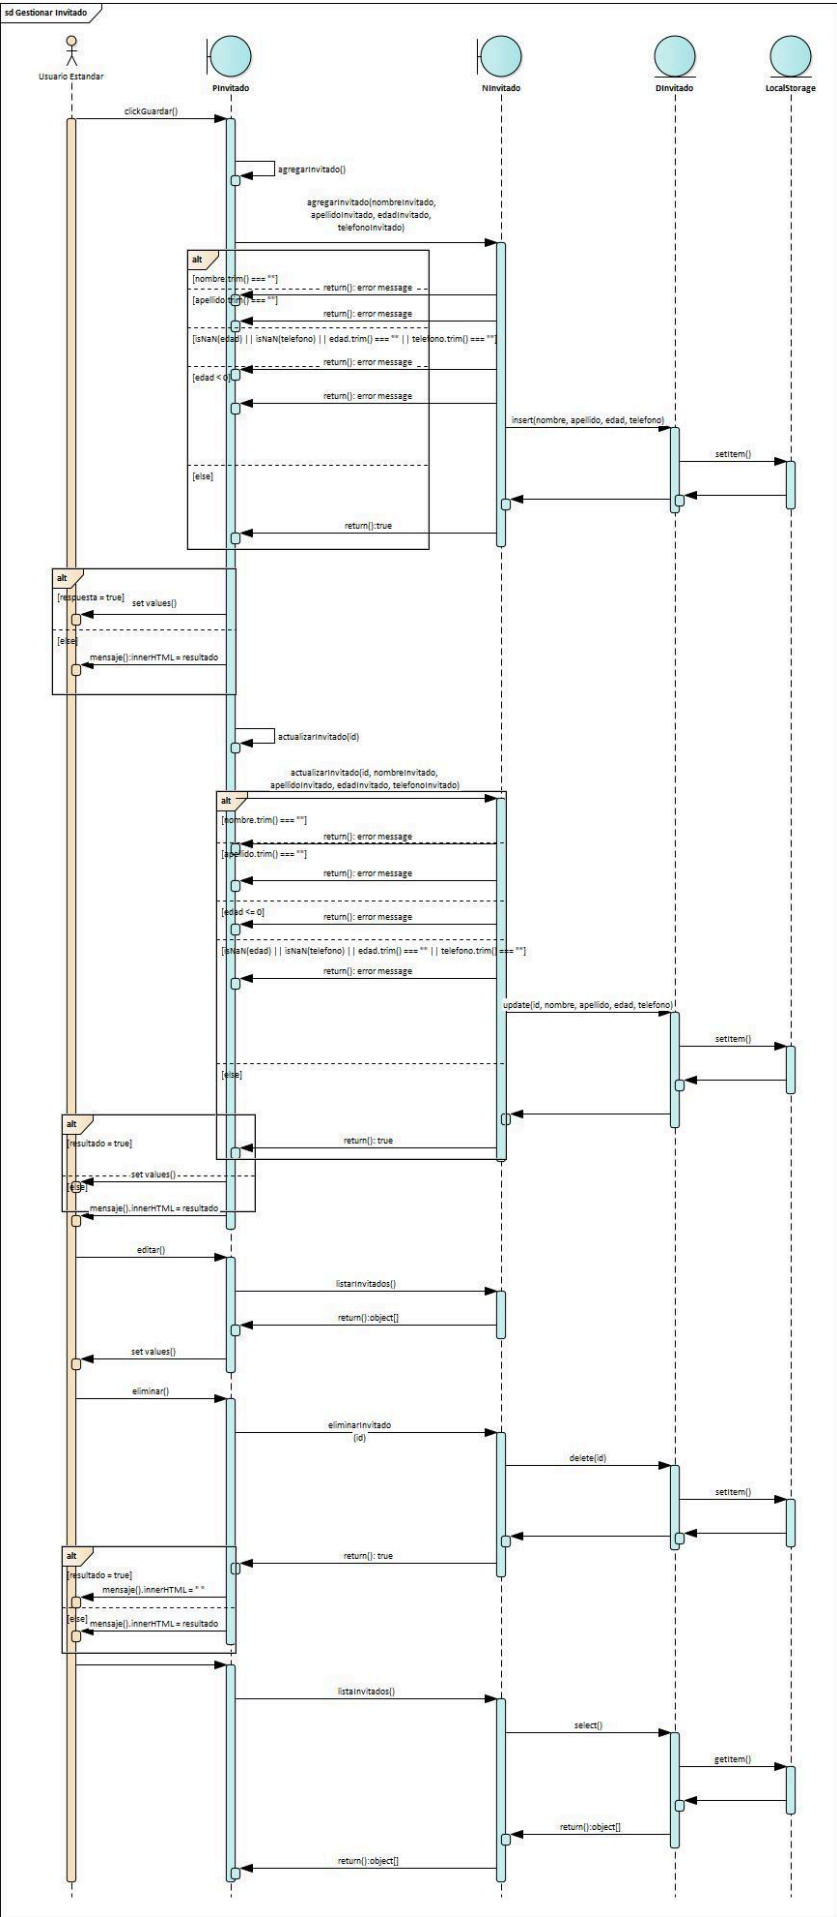 sd Gestionar Invitado
Usuario Estandar
PInvitado
NInvitado
DInvitado
LocalStorage
clickGuardar()
agregarInvitado()
agregarInvitado(nombreInvitado,
apellidoInvitado, edadInvitado,
telefonoInvitado)
alt
[nombre.trim() === ""]
return(): error message
[apellido.trim() === ""]
return(): error message
[isNaN(edad) || isNaN(telefono) || edad.trim() === "" || telefono.trim() === ""]
return(): error message
[edad < 0]
return(): error message
insert(nombre, apellido, edad, telefono)
setItem()
[else]
return():true
alt
[respuesta = true]
set values()
[else]
mensaje():innerHTML = resultado
actualizarInvitado(id)
actualizarInvitado(id, nombreInvitado,
apellidoInvitado, edadInvitado, telefonoInvitado)
alt
[nombre.trim() === ""]
return(): error message
[apellido.trim() === ""]
return(): error message
[edad <= 0]
return(): error message
[isNaN(edad) || isNaN(telefono) || edad.trim() === "" || telefono.trim() === ""]
return(): error message
update(id, nombre, apellido, edad, telefono)
setItem()
[else]
alt
[resultado = true]
return(): true
set values()
[else]
mensaje().innerHTML = resultado
editar()
listarInvitados()
return():object[]
set values()
eliminar()
eliminarInvitado
(id)
delete(id)
setItem()
alt
return(): true
[resultado = true]
mensaje().innerHTML = " "
[else]
mensaje().innerHTML = resultado
listaInvitados()
select()
getItem()
return():object[]
return():object[]